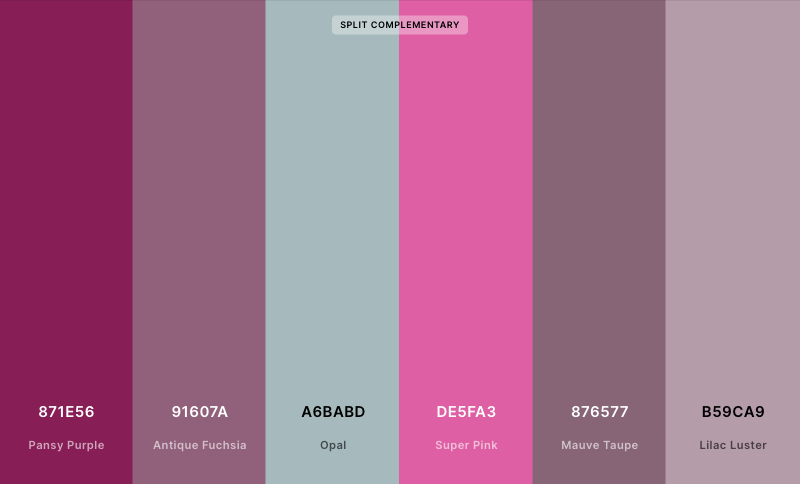 SPLIT COMPLEMENTARY
871E56
91607A
A6BABD
DE5FA3
876577
B59CA9
Pansy Purple
Antique Fuchsia
Opal
Super Pink
Mauve Taupe
Lilac Luster